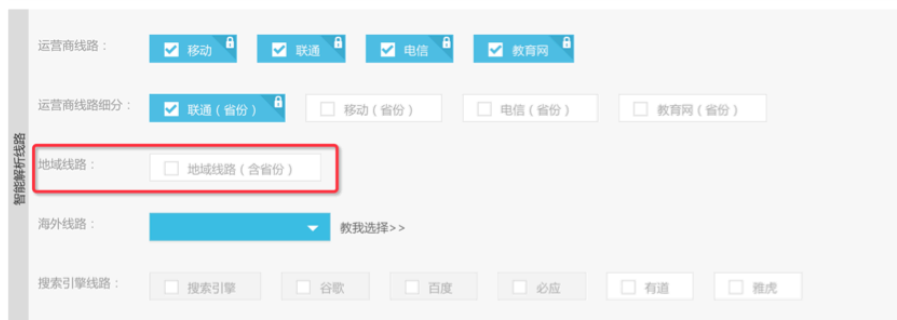 智能解析线路
运营商线路： 移动 联通 电信 教育网
运营商线路细分： 联通（省份） 移动（省份） 电信（省份） 教育网（省份）
地域线路： 地域线路（含省份）
海外线路： 教我选择>>
搜索引擎线路： 搜索引擎 谷歌 百度 必应 有道 雅虎